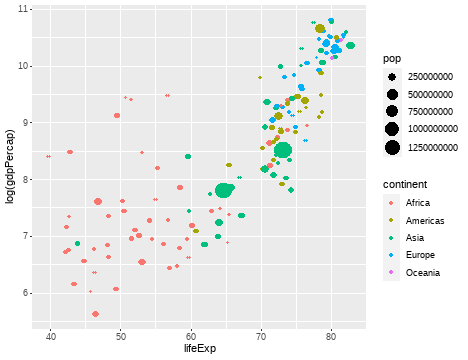 11
10
9
8
7
6
log(gdpPercap)
40
50
60
70
80
lifeExp
pop
250000000
500000000
750000000
1000000000
1250000000
continent
Africa
Americas
Asia
Europe
Oceania